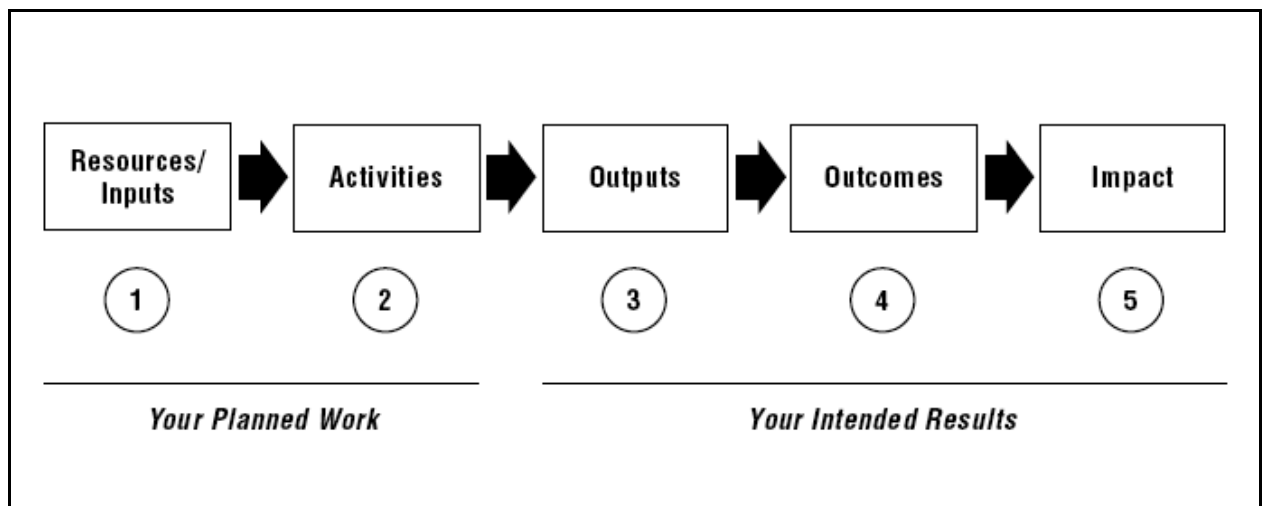 Resources/
Inputs
Activities
Outputs
Outcomes
Impact
1
2
3
4
5
Your Planned Work
Your Intended Results